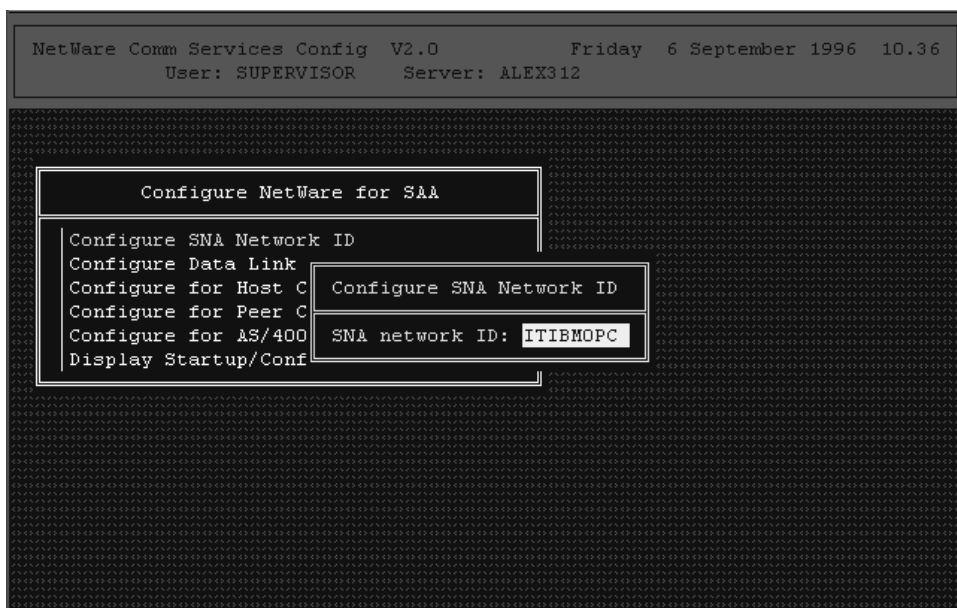 NetWare Comm Services Config V2.0 Friday 6 September 1996 10.36
User: SUPERVISOR Server: ALEX312
Configure NetWare for SAA
Configure SNA Network ID
Configure Data Link
Configure for Host C
Configure for Peer C
Configure for AS/400
Display Startup/Conf
Configure SNA Network ID
SNA network ID: ITIBMOPC